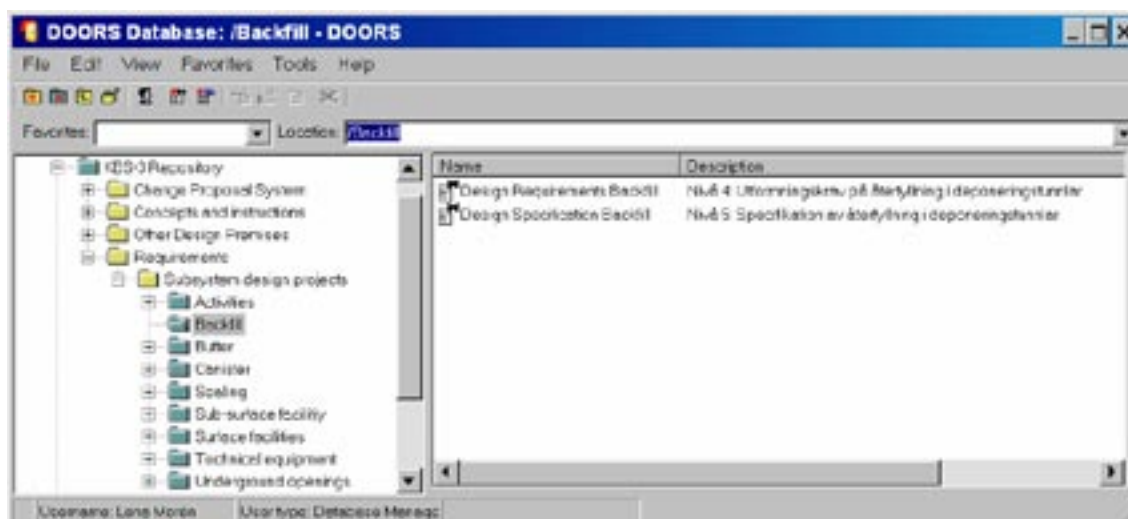 DOORS Database: /Backfill - DOORS
File Edit View Favorites Tools Help
Favorites: Location: /Backfill
KBS-3 Repository
Change Proposal System
Concepts and instructions
Other Design Premises
Requirements
Subsystem design projects
Activities
Backfill
Buffer
Canister
Sealing
Sub-surface facility
Surface facilities
Technical equipment
Underground openings
Name Description
Design Requirements Backfill Nivå 4 Utformningskrav på återfyllning i deponeringstunnlar
Design Specification Backfill Nivå 5 Specifikation av återfyllning i deponeringstunnlar
Username: Lena Morén User type: Database Manag